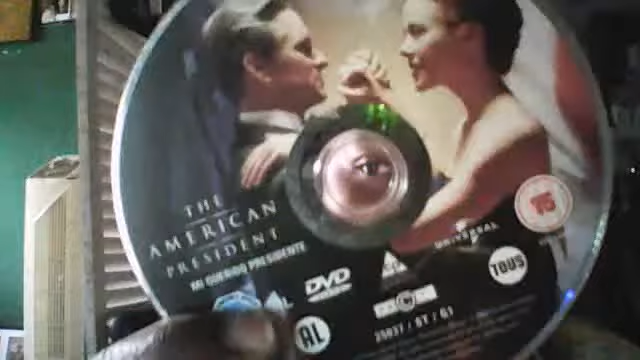 THE
AMERICAN
PRESIDENT
MI QUERIDO PRESIDENTE
UNIVERSAL
15
DVD
TOUS
AL